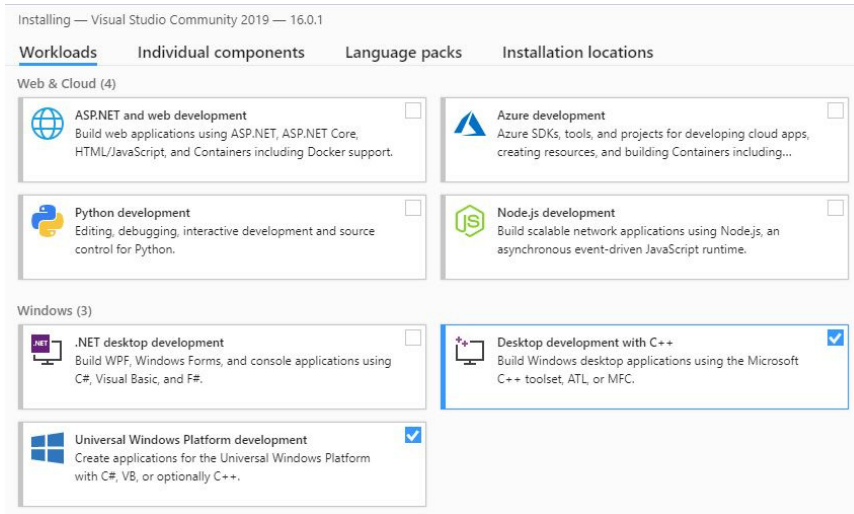 Installing — Visual Studio Community 2019 — 16.0.1
Workloads Individual components Language packs Installation locations
Web & Cloud (4)
ASP.NET and web development
Build web applications using ASP.NET, ASP.NET Core,
HTML/JavaScript, and Containers including Docker support.
Azure development
Azure SDKs, tools, and projects for developing cloud apps,
creating resources, and building Containers including...
Python development
Editing, debugging, interactive development and source
control for Python.
JS
Node.js development
Build scalable network applications using Node.js, an
asynchronous event-driven JavaScript runtime.
Windows (3)
.NET
.NET desktop development
Build WPF, Windows Forms, and console applications using
C#, Visual Basic, and F#.
Desktop development with C++
Build Windows desktop applications using the Microsoft
C++ toolset, ATL, or MFC.
Universal Windows Platform development
Create applications for the Universal Windows Platform
with C#, VB, or optionally C++.